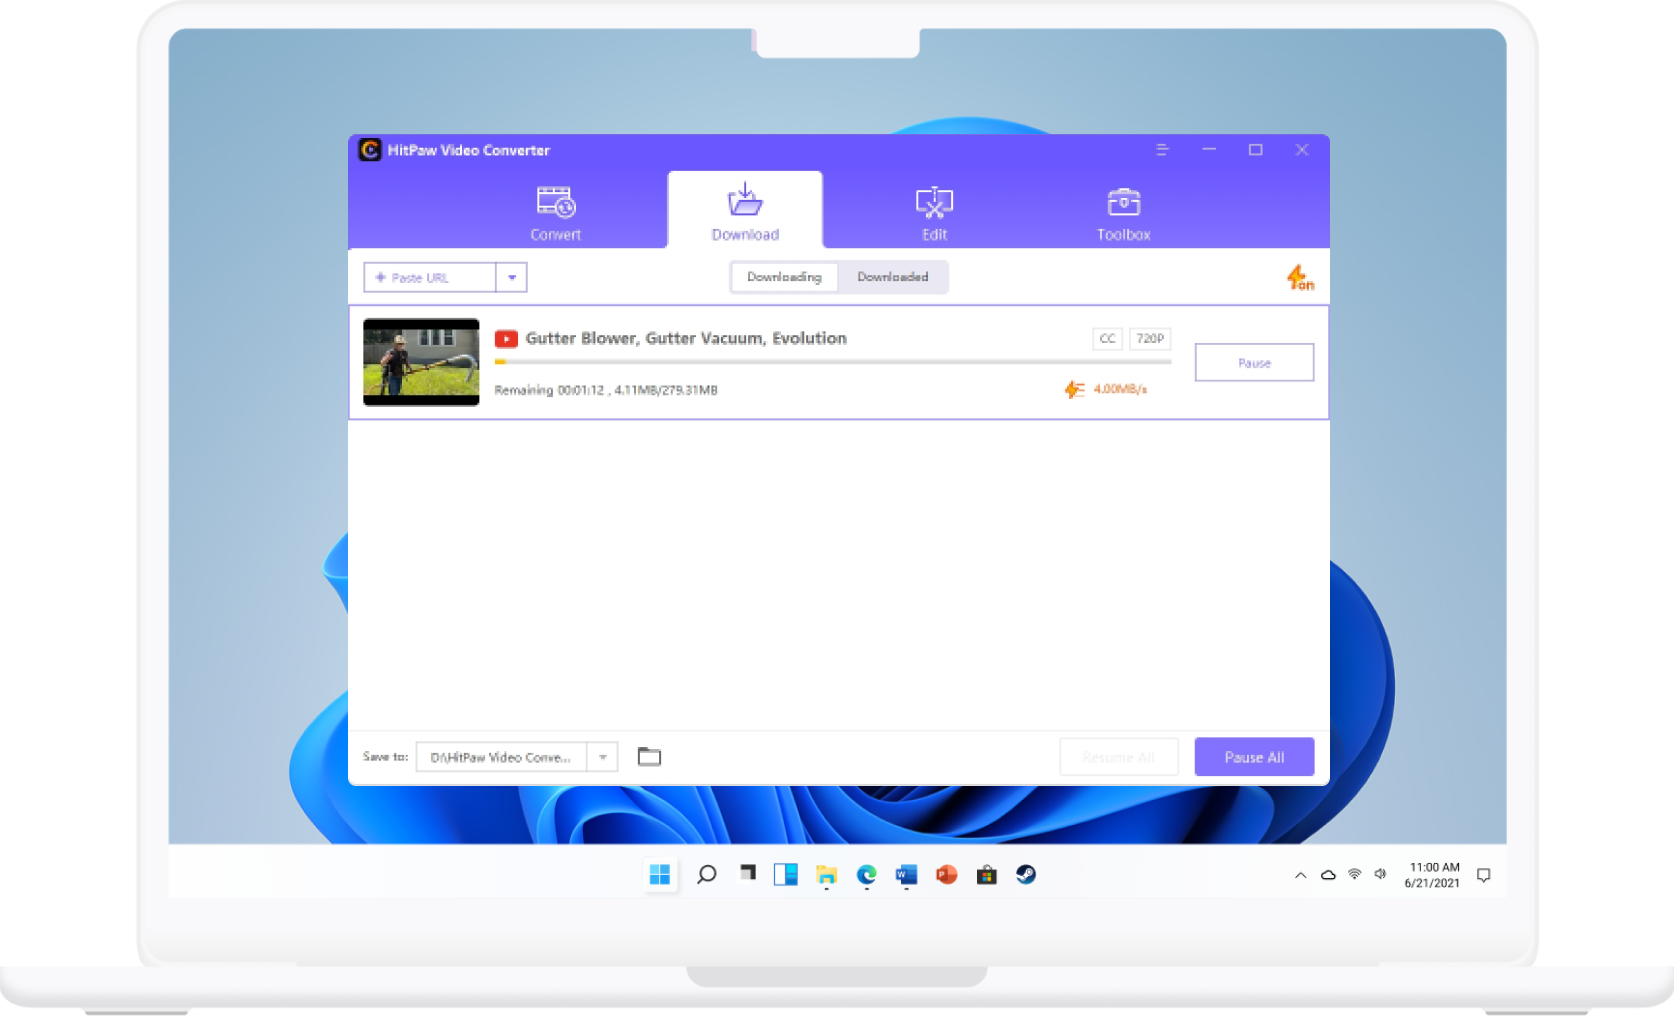 HitPaw Video Converter
Convert
Download
Edit
Toolbox
+ Paste URL
Downloading
Downloaded
on
Gutter Blower, Gutter Vacuum, Evolution
CC
720P
Pause
Remaining 00:01:12 , 4.11MB/279.31MB
4.00MB/s
Save to:
D:\HitPaw Video Conve...
Resume All
Pause All
11:00 AM
6/21/2021